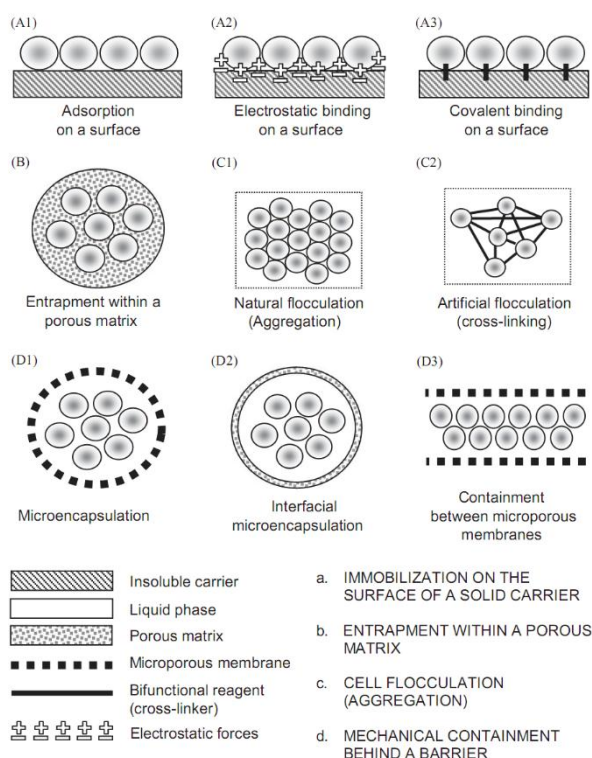 (A1)
(A2)
(A3)
Adsorption
on a surface
Electrostatic binding
on a surface
Covalent binding
on a surface
(B)
(C1)
(C2)
Entrapment within a
porous matrix
Natural flocculation
(Aggregation)
Artificial flocculation
(cross-linking)
(D1)
(D2)
(D3)
Microencapsulation
Interfacial
microencapsulation
Containment
between microporous
membranes
Insoluble carrier
Liquid phase
Porous matrix
Microporous membrane
Bifunctional reagent
(cross-linker)
Electrostatic forces
a. IMMOBILIZATION ON THE
SURFACE OF A SOLID CARRIER
b. ENTRAPMENT WITHIN A POROUS
MATRIX
c. CELL FLOCCULATION
(AGGREGATION)
d. MECHANICAL CONTAINMENT
BEHIND A BARRIER